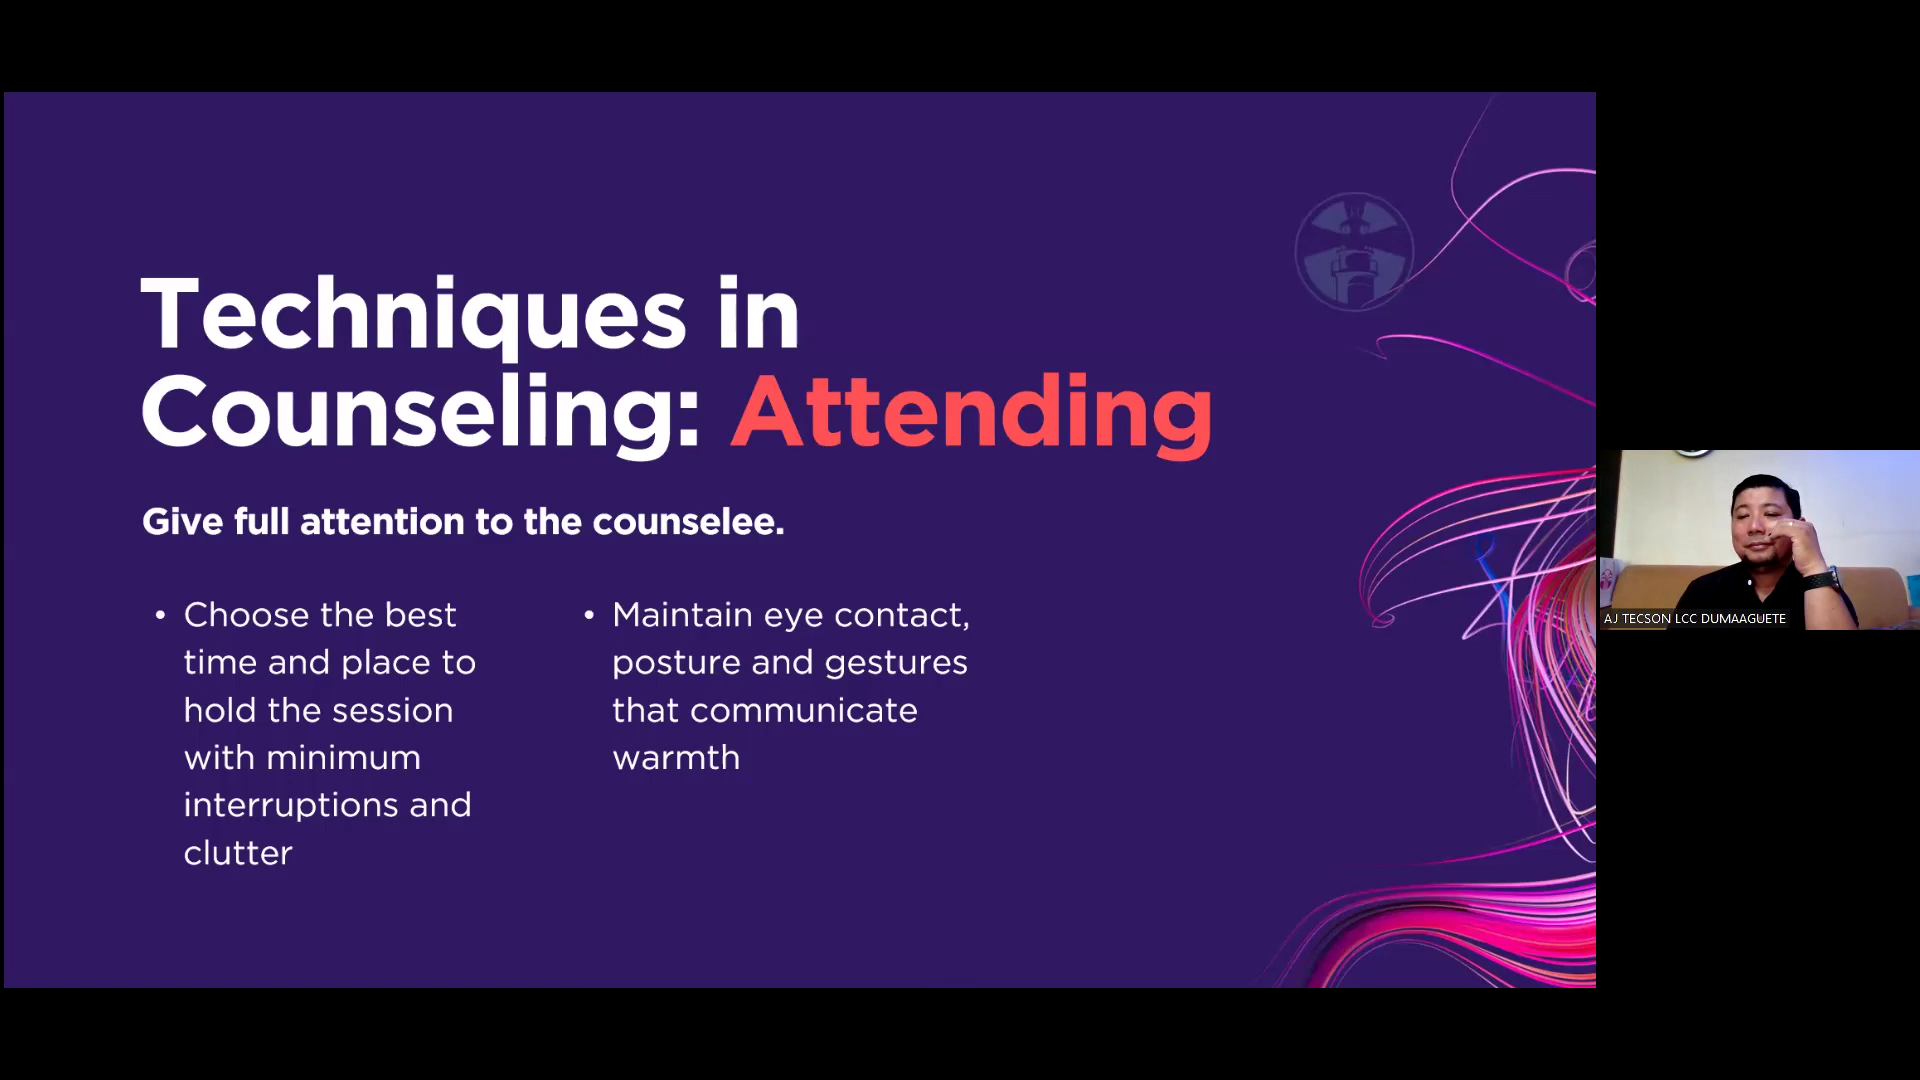 Techniques in
Counseling: Attending
Give full attention to the counselee.
• Choose the best
time and place to
hold the session
with minimum
interruptions and
clutter
• Maintain eye contact,
posture and gestures
that communicate
warmth
AJ TECSON LCC DUMAAGUETE